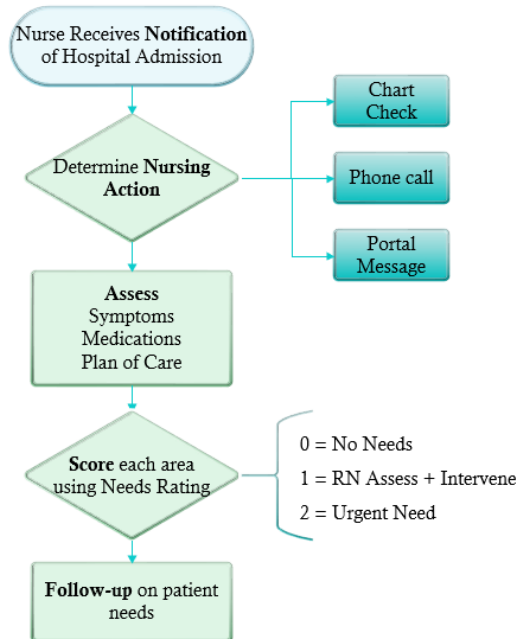 Nurse Receives Notification
of Hospital Admission
Chart
Check
Determine Nursing
Action
Phone call
Portal
Message
Assess
Symptoms
Medications
Plan of Care
Score each area
using Needs Rating
0 = No Needs
1 = RN Assess + Intervene
2 = Urgent Need
Follow-up on patient
needs